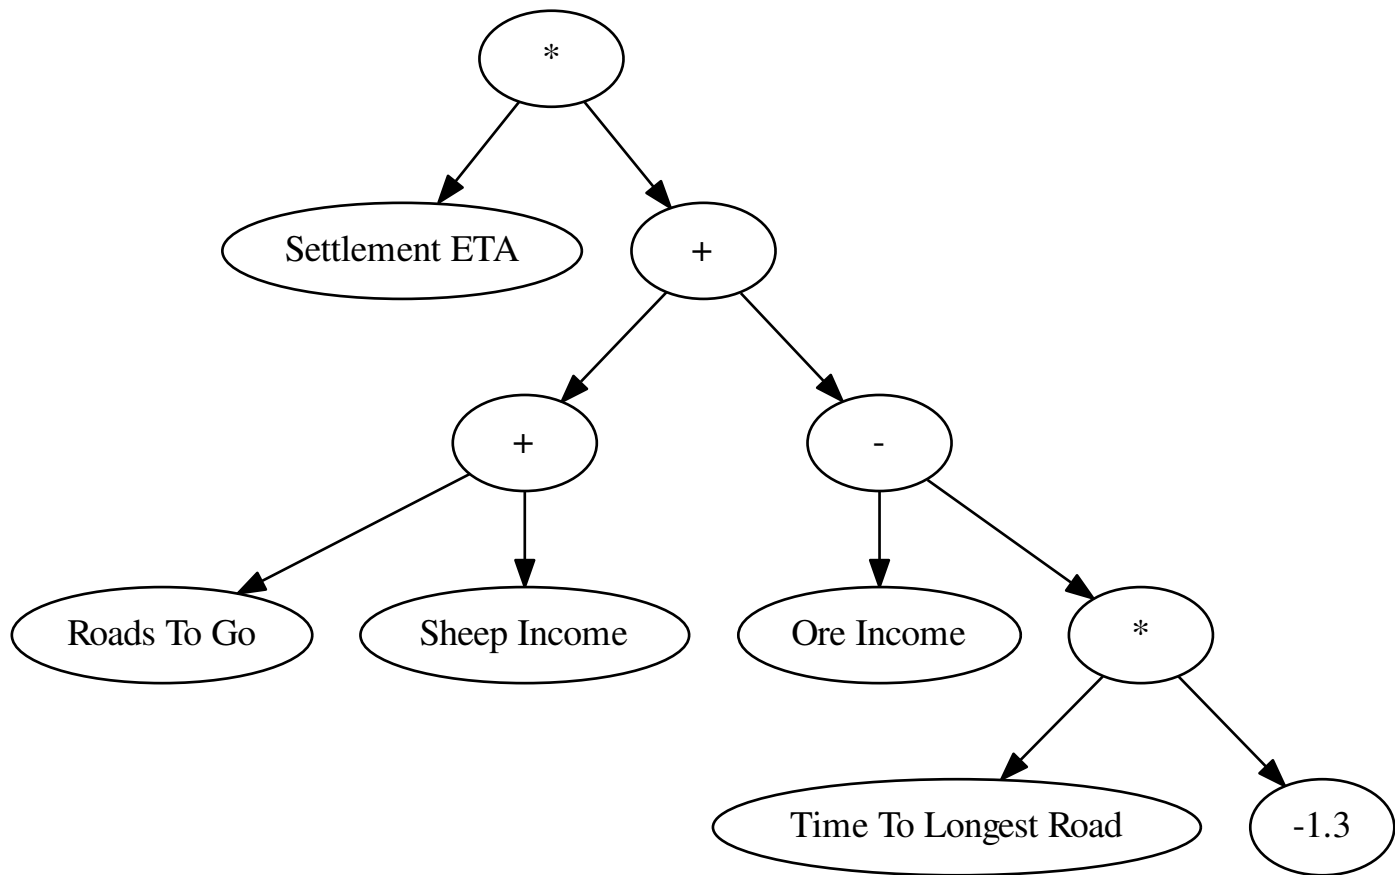 *
Settlement ETA
+
+
-
Roads To Go
Sheep Income
Ore Income
*
Time To Longest Road
-1.3